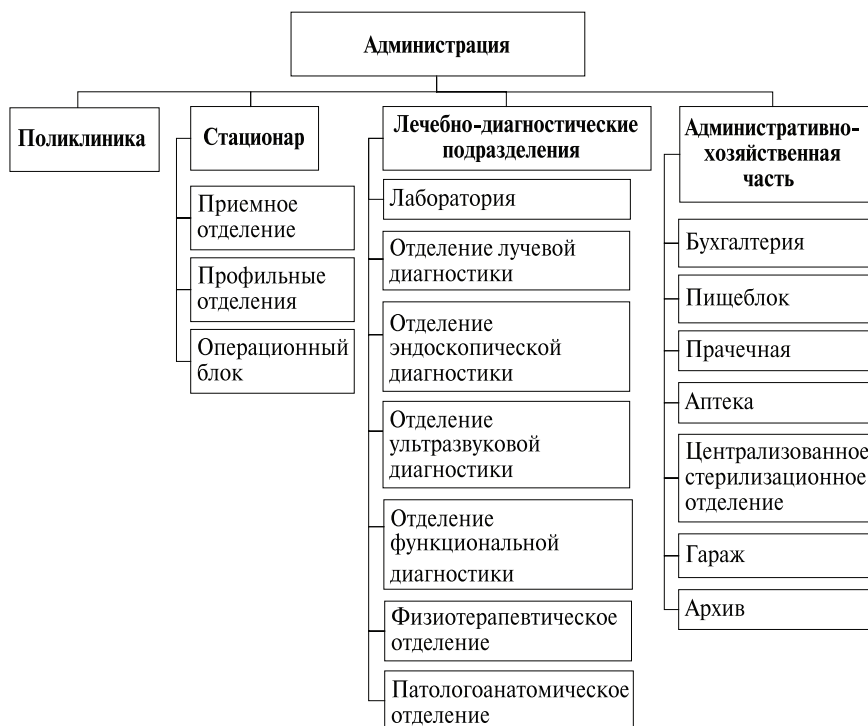 Администрация
Поликлиника
Стационар
Приемное
отделение
Профильные
отделения
Операционный
блок
Лечебно-диагностические
подразделения
Лаборатория
Отделение лучевой
диагностики
Отделение
эндоскопической
диагностики
Отделение
ультразвуковой
диагностики
Отделение
функциональной
диагностики
Физиотерапевтическое
отделение
Патологоанатомическое
отделение
Административно-
хозяйственная
часть
Бухгалтерия
Пищеблок
Прачечная
Аптека
Централизованное
стерилизационное
отделение
Гараж
Архив